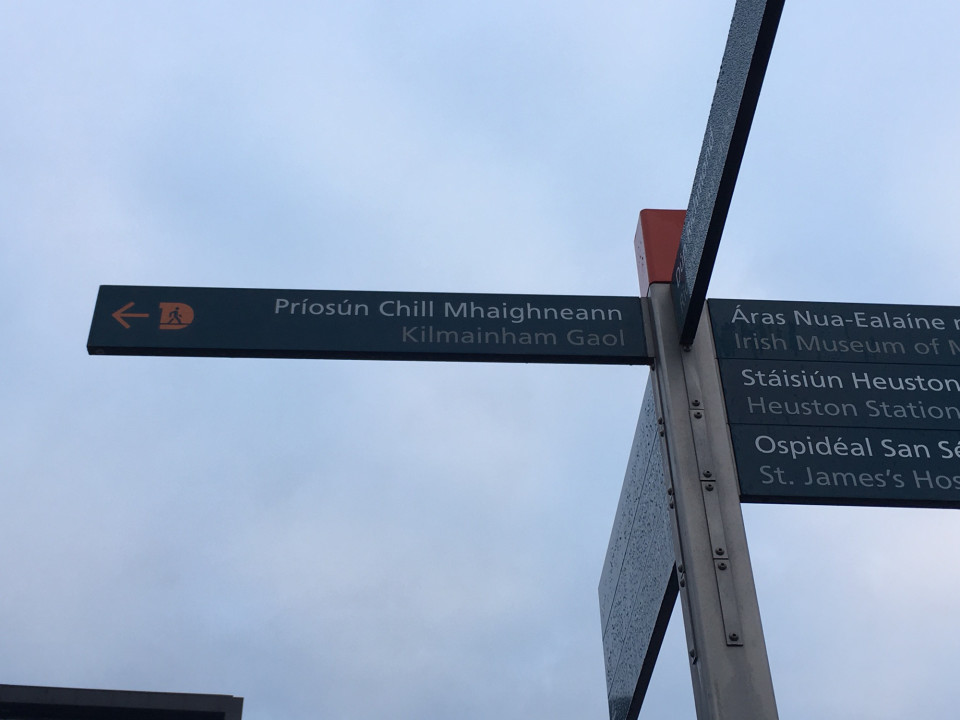 Príosún Chill Mhaighneann
Kilmainham Gaol
Áras Nua-Ealaíne
Irish Museum of
Stáisiún Heuston
Heuston Station
Ospidéal San
St. James's